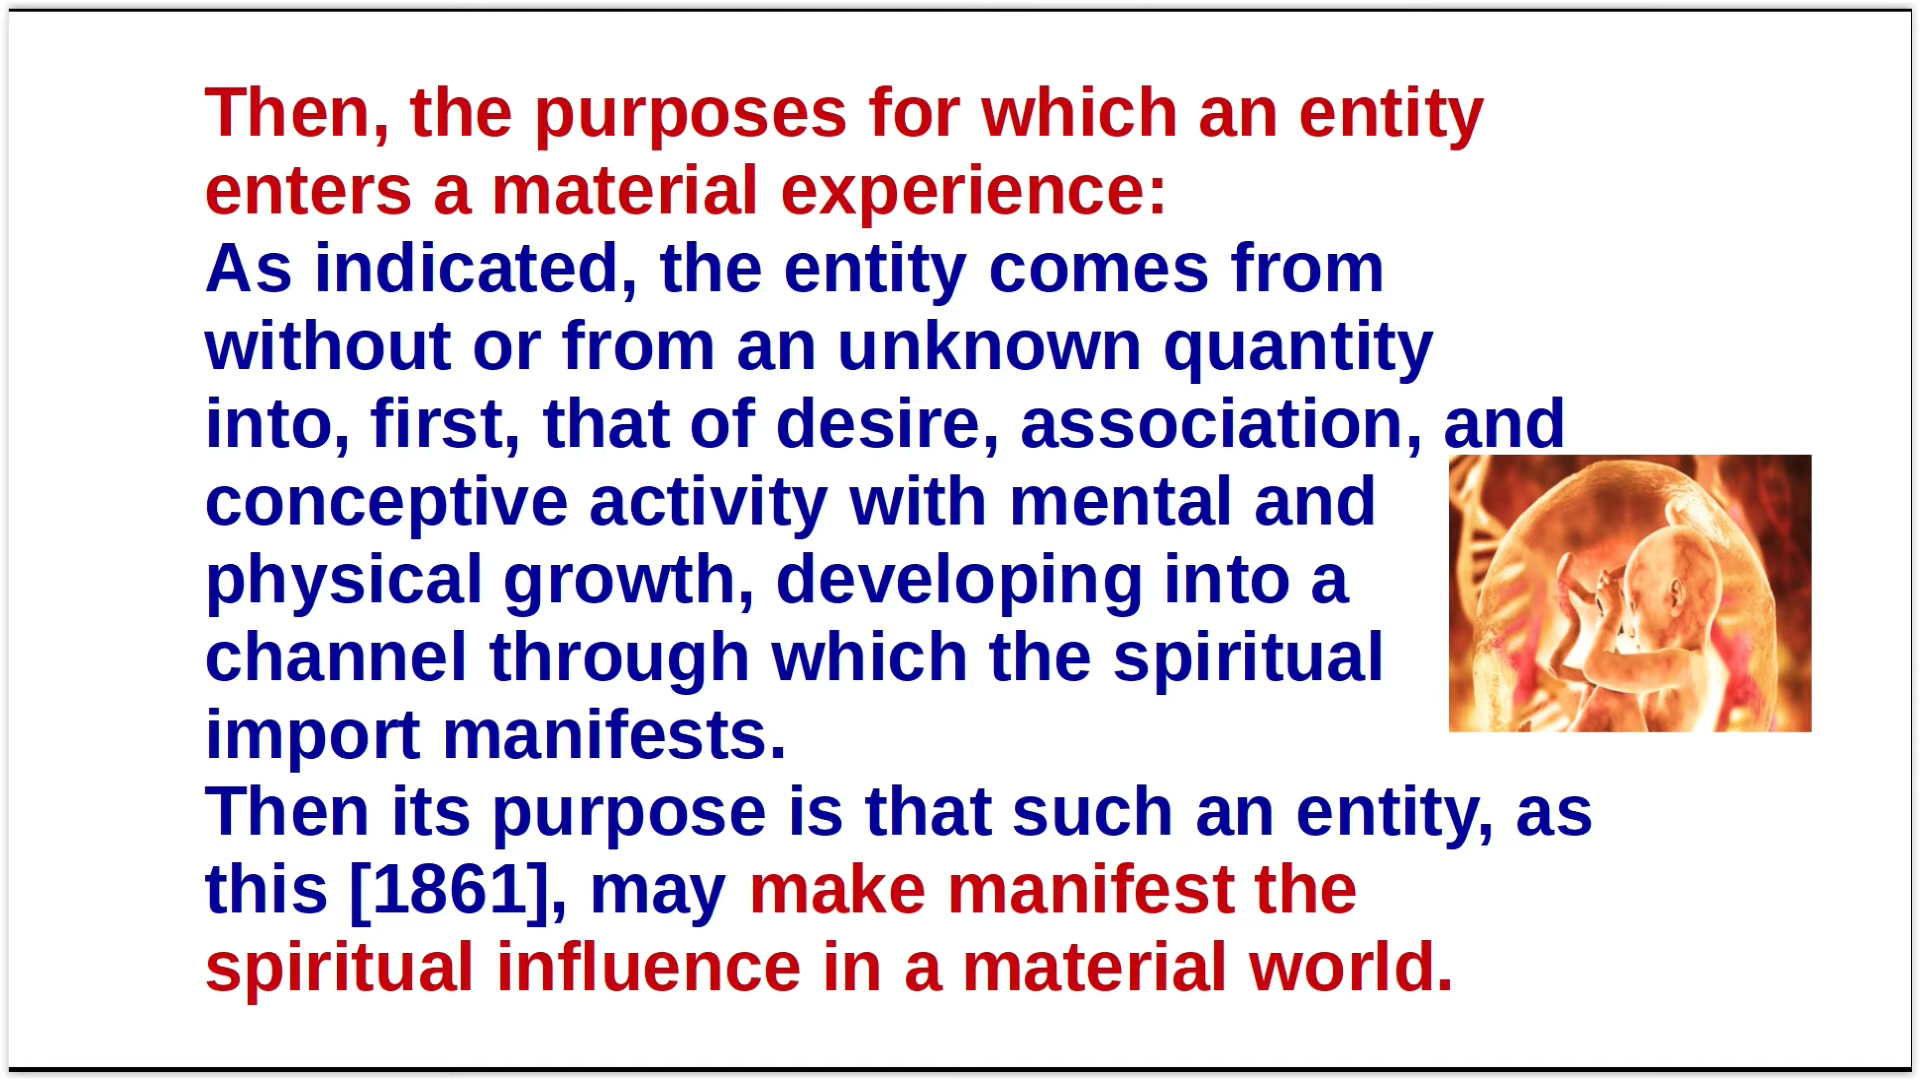 Then, the purposes for which an entity
enters a material experience:
As indicated, the entity comes from
without or from an unknown quantity
into, first, that of desire, association, and
conceptive activity with mental and
physical growth, developing into a
channel through which the spiritual
import manifests.
Then its purpose is that such an entity, as
this [1861], may make manifest the
spiritual influence in a material world.